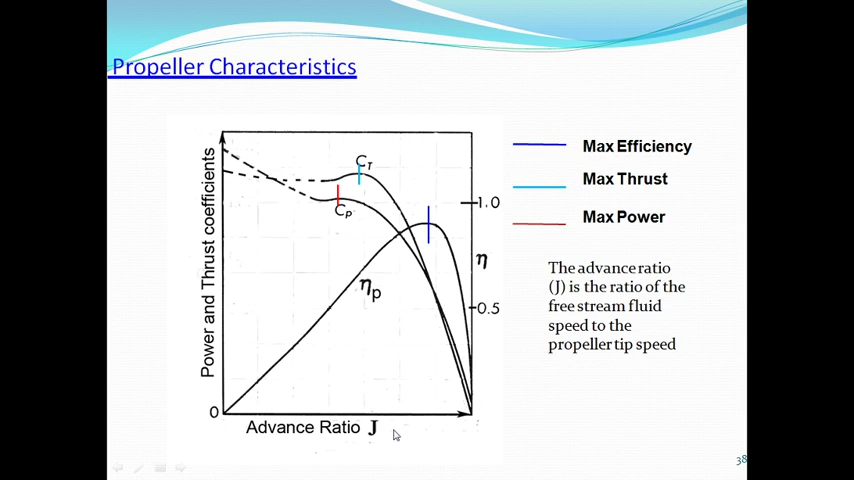 Propeller Characteristics
Power and Thrust coefficients
C_T
C_P
η_p
1.0
η
0.5
0
Advance Ratio J
Max Efficiency
Max Thrust
Max Power
The advance ratio
(J) is the ratio of the
free stream fluid
speed to the
propeller tip speed
38